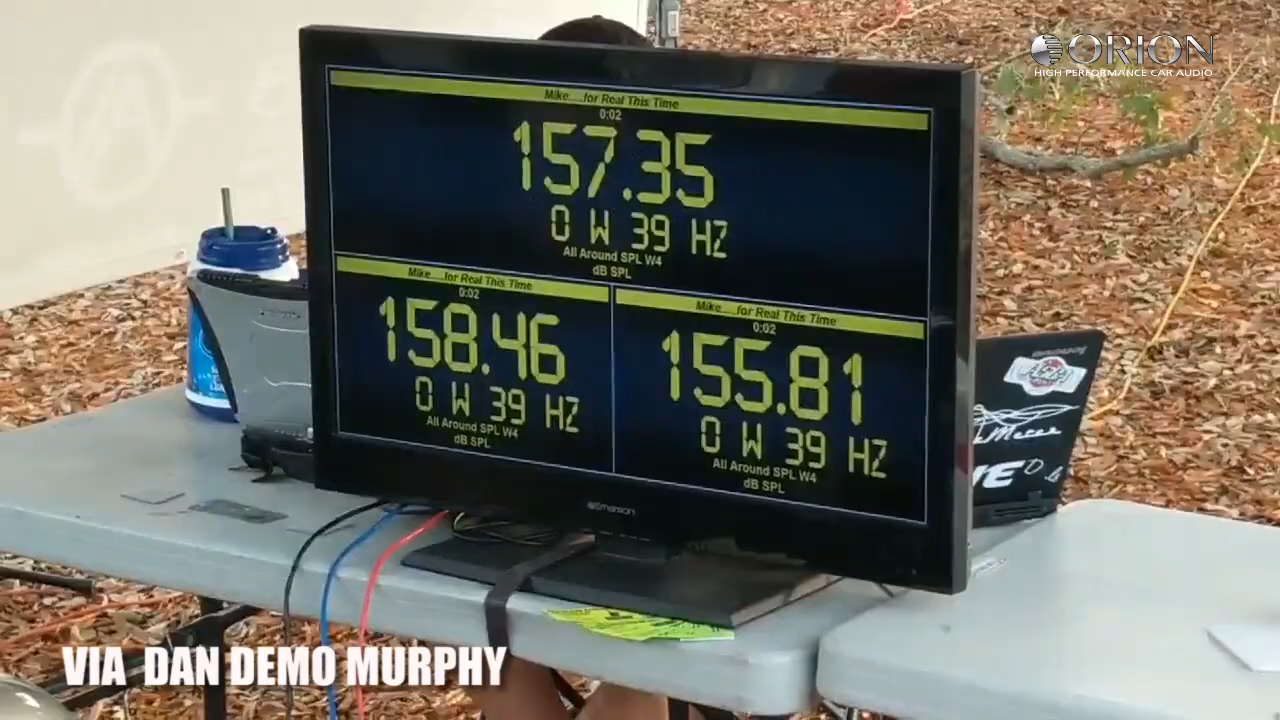 ORION
HIGH PERFORMANCE CAR AUDIO
Mike.....for Real This Time
0:02
157.35
0 W 39 HZ
All Around SPL W4
dB SPL
Mike.....for Real This Time
0:02
158.46
0 W 39 HZ
All Around SPL W4
dB SPL
Mike.....for Real This Time
0:02
155.81
0 W 39 HZ
All Around SPL W4
dB SPL
Emerson
lenovo
VIA DAN DEMO MURPHY